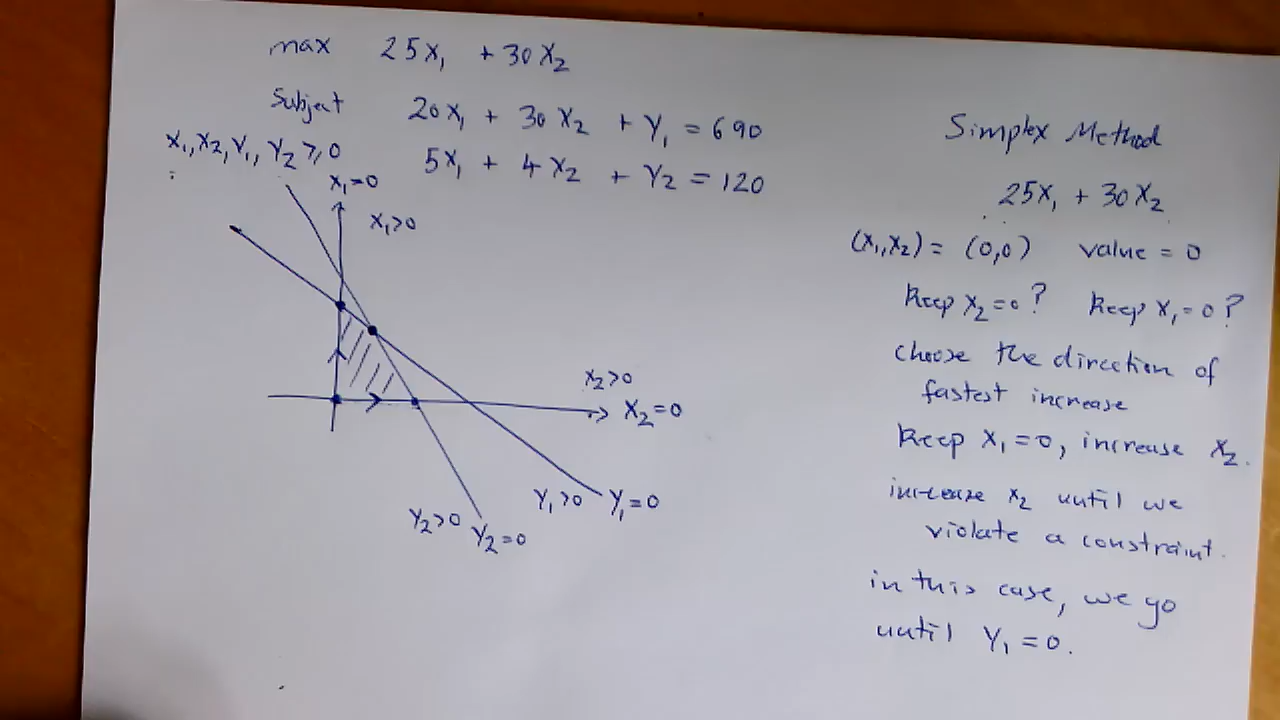 max 25x₁ + 30x₂
Subject 20x₁ + 30x₂ + Y₁ = 690
x₁, x₂, Y₁, Y₂ ≥ 0 5x₁ + 4x₂ + Y₂ = 120
x₁=0
x₁>0
x₂>0
x₂=0
Y₁>0 Y₁=0
Y₂>0 Y₂=0
Simplex Method
25x₁ + 30x₂
(x₁,x₂) = (0,0) value = 0
Keep x₂=0? Keep x₁=0?
choose the direction of
fastest increase
Keep x₁=0, increase x₂.
increase x₂ until we
violate a constraint.
in this case, we go
until Y₁ = 0.